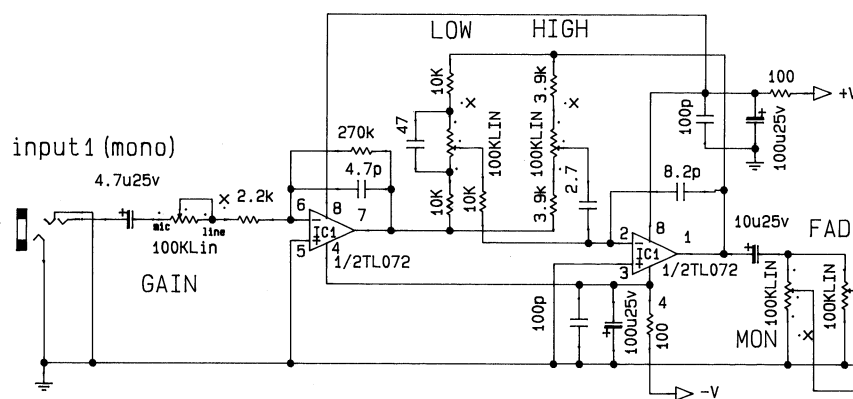 LOW
HIGH
10K
3.9k
100
+V
X
X
100p
100u25v
47
100KLIN
100KLIN
270k
input1(mono)
4.7p
2.7
8.2p
4.7u25v
X
2.2k
6
8
7
10K
10K
3.9k
2
8
1
10u25v
FAD
mic
line
IC1
IC1
100KLin
5
4
1/2TL072
3
1/2TL072
GAIN
100p
100u25v
4
100
100KLIN
100KLIN
MON
X
-V